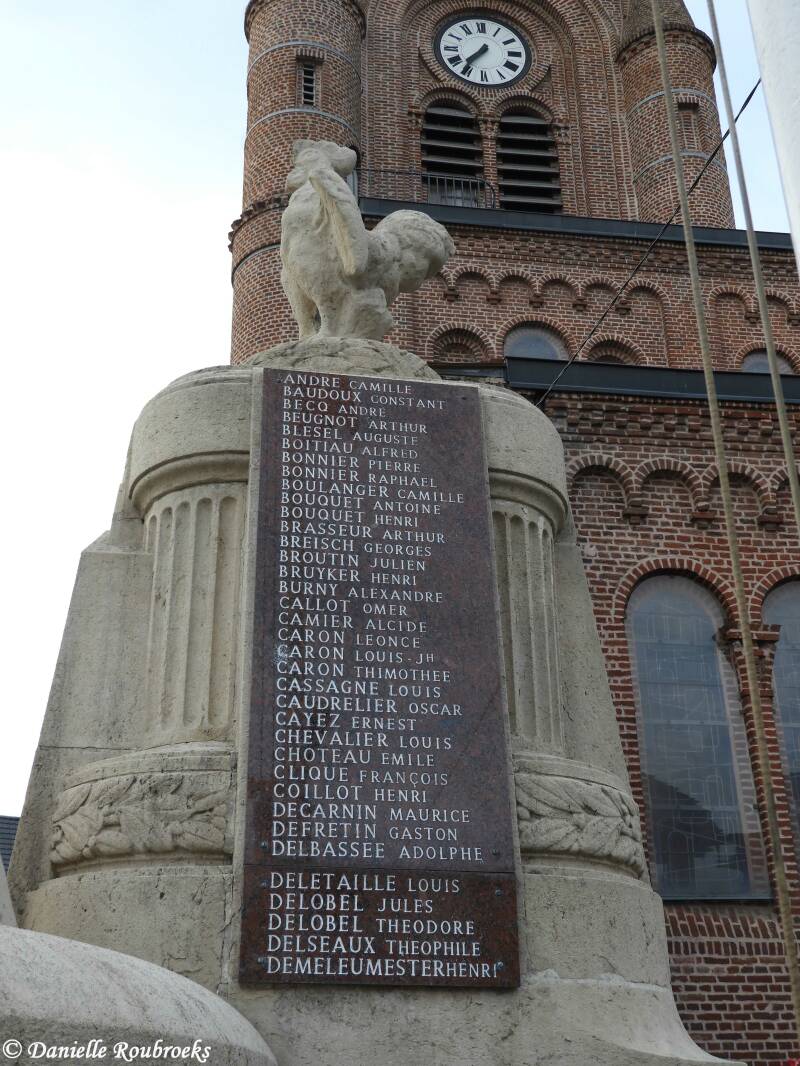 ANDRE CAMILLE
BAUDOUX CONSTANT
BECQ ANDRE
BEUGNOT ARTHUR
BLESEL AUGUSTE
BOITIAU ALFRED
BONNIER PIERRE
BONNIER RAPHAEL
BOULANGER CAMILLE
BOUQUET ANTOINE
BOUQUET HENRI
BRASSEUR ARTHUR
BREISCH GEORGES
BROUTIN JULIEN
BRUYKER HENRI
BURNY ALEXANDRE
CALLOT OMER
CAMIER ALCIDE
CARON LEONCE
CARON LOUIS-JH
CARON THIMOTHEE
CASSAGNE LOUIS
CAUDRELIER OSCAR
CAYEZ ERNEST
CHEVALIER LOUIS
CHOTEAU EMILE
CLIQUE FRANÇOIS
COILLOT HENRI
DECARNIN MAURICE
DEFRETIN GASTON
DELBASSEE ADOLPHE
DELETAILLE LOUIS
DELOBEL JULES
DELOBEL THEODORE
DELSEAUX THEOPHILE
DEMELEUMESTER HENRI
© Danielle Roubroeks